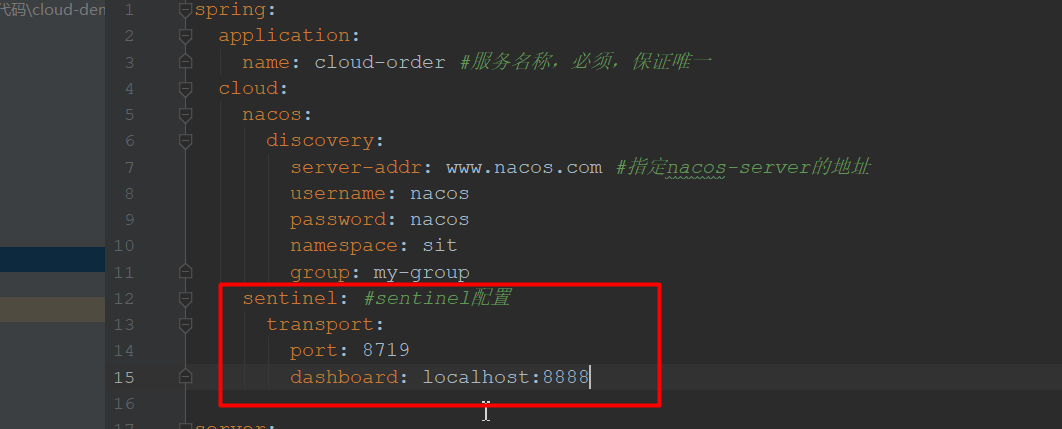 代码\cloud-den
1 spring:
2 application:
3 name: cloud-order #服务名称，必须，保证唯一
4 cloud:
5 nacos:
6 discovery:
7 server-addr: www.nacos.com #指定nacos-server的地址
8 username: nacos
9 password: nacos
10 namespace: sit
11 group: my-group
12 sentinel: #sentinel配置
13 transport:
14 port: 8719
15 dashboard: localhost:8888
16
17 server: